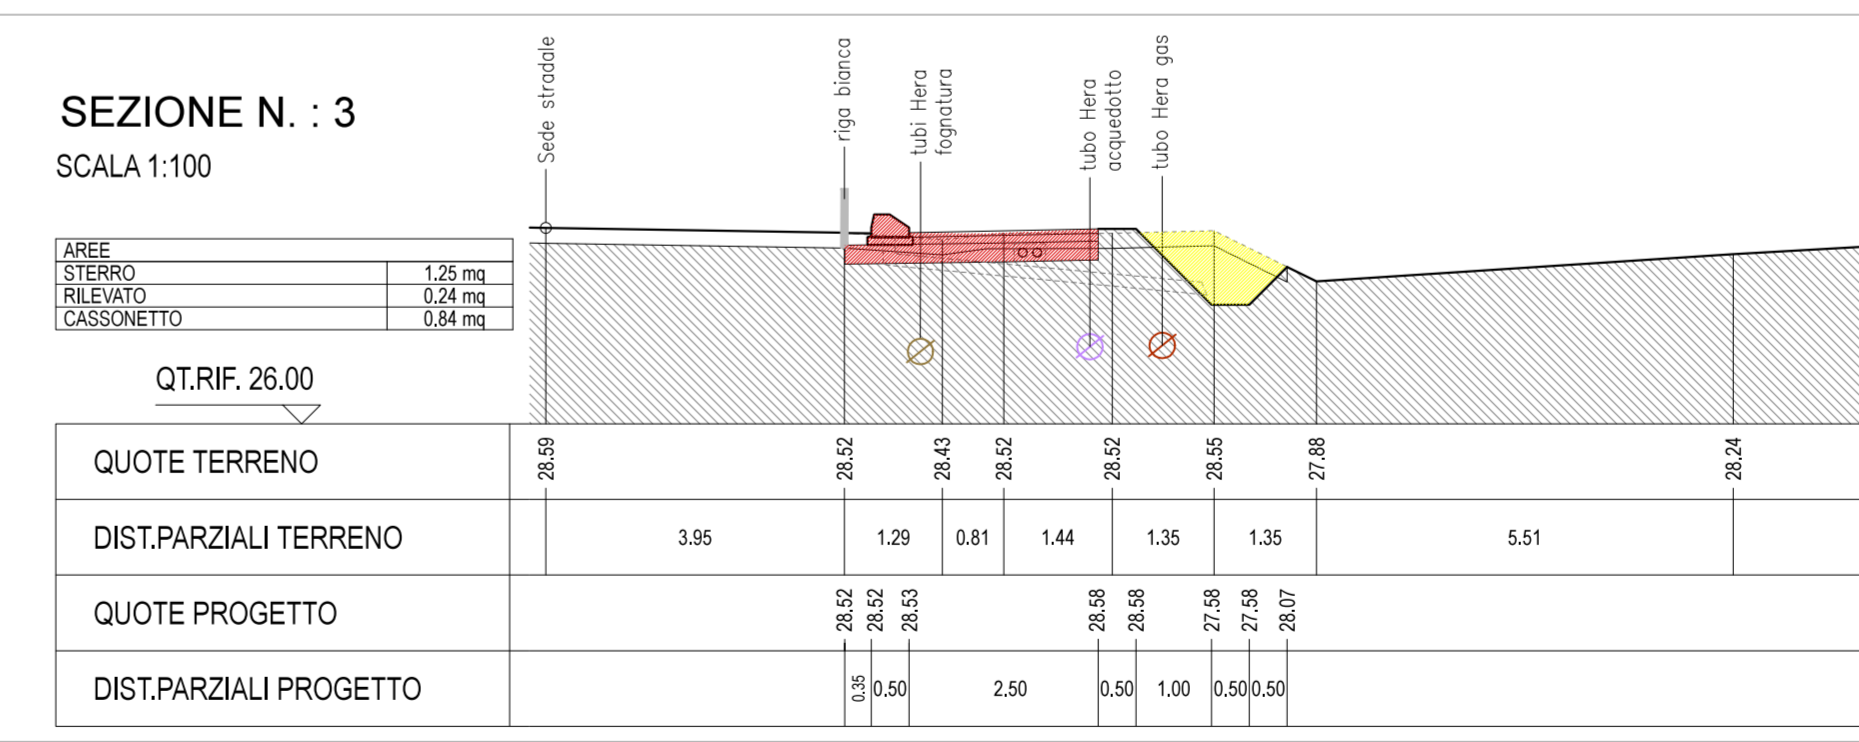 Sede stradale
riga bianca
tubi Hera
fognatura
tubo Hera
acquedotto
tubo Hera gas
SEZIONE N. : 3
SCALA 1:100
AREE
STERRO 1.25 mq
RILEVATO 0.24 mq
CASSONETTO 0.84 mq
QT.RIF. 26.00
QUOTE TERRENO 28.59 28.52 28.43 28.52 28.52 28.55 27.88 28.24
DIST.PARZIALI TERRENO 3.95 1.29 0.81 1.44 1.35 1.35 5.51
QUOTE PROGETTO 28.52 28.52 28.53 28.58 28.58 27.58 27.58 28.07
DIST.PARZIALI PROGETTO 0.35 0.50 2.50 0.50 1.00 0.50 0.50